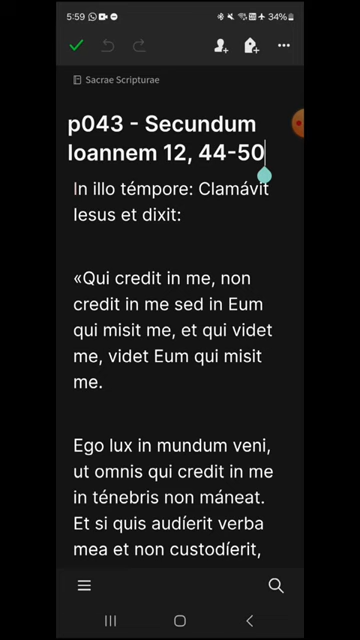 5:59
34%
Sacrae Scripturae
p043 - Secundum
Ioannem 12, 44-50
In illo témpore: Clamávit
Iesus et dixit:
«Qui credit in me, non
credit in me sed in Eum
qui misit me, et qui videt
me, videt Eum qui misit
me.
Ego lux in mundum veni,
ut omnis qui credit in me
in ténebris non máneat.
Et si quis audíerit verba
mea et non custodíerit,